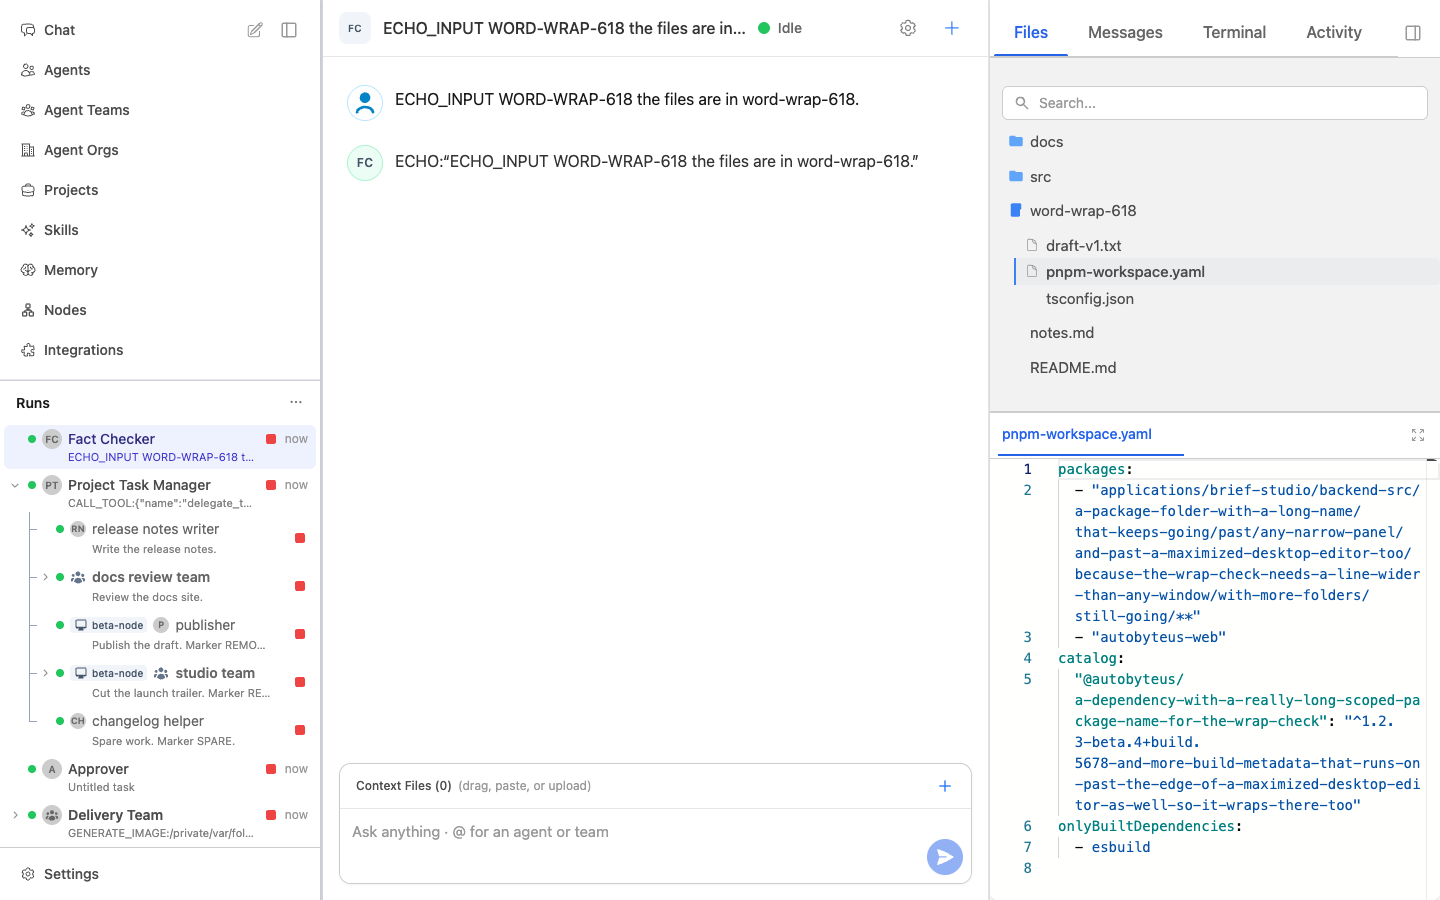 Chat
Agents
Agent Teams
Agent Orgs
Projects
Skills
Memory
Nodes
Integrations
Runs
FC Fact Checker now
ECHO_INPUT WORD-WRAP-618 t...
PT Project Task Manager now
CALL_TOOL:{"name":"delegate_t...
RN release notes writer
Write the release notes.
docs review team
Review the docs site.
beta-node P publisher
Publish the draft. Marker REMO...
beta-node studio team
Cut the launch trailer. Marker RE...
CH changelog helper
Spare work. Marker SPARE.
A Approver now
Untitled task
Delivery Team now
GENERATE_IMAGE:/private/var/fol...
Settings
FC ECHO_INPUT WORD-WRAP-618 the files are in... Idle
ECHO_INPUT WORD-WRAP-618 the files are in word-wrap-618.
FC ECHO:“ECHO_INPUT WORD-WRAP-618 the files are in word-wrap-618.”
Context Files (0) (drag, paste, or upload)
Ask anything · @ for an agent or team
Files Messages Terminal Activity
Search...
docs
src
word-wrap-618
draft-v1.txt
pnpm-workspace.yaml
tsconfig.json
notes.md
README.md
pnpm-workspace.yaml
1 packages:
2 - "applications/brief-studio/backend-src/
a-package-folder-with-a-long-name/
that-keeps-going/past/any-narrow-panel/
and-past-a-maximized-desktop-editor-too/
because-the-wrap-check-needs-a-line-wider
-than-any-window/with-more-folders/
still-going/**"
3 - "autobyteus-web"
4 catalog:
5 "@autobyteus/
a-dependency-with-a-really-long-scoped-pa
ckage-name-for-the-wrap-check": "^1.2.
3-beta.4+build.
5678-and-more-build-metadata-that-runs-on
-past-the-edge-of-a-maximized-desktop-edi
tor-as-well-so-it-wraps-there-too"
6 onlyBuiltDependencies:
7 - esbuild
8